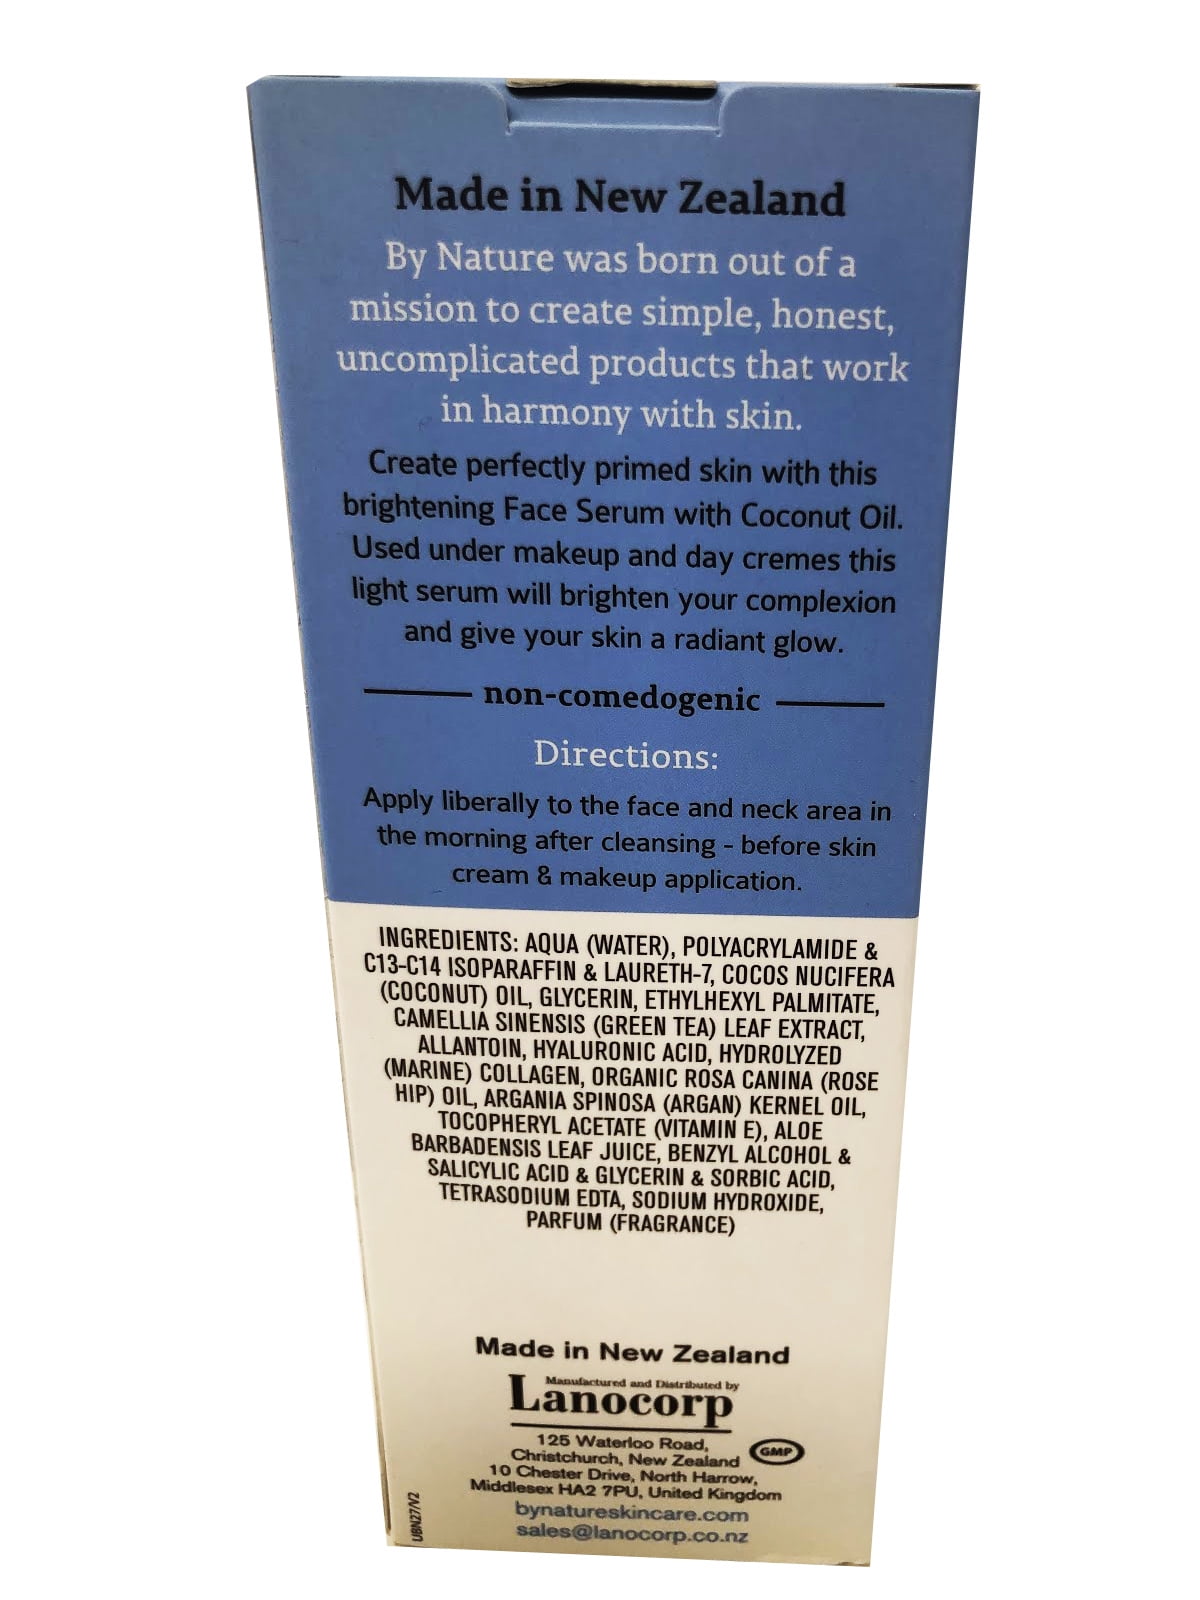 Made in New Zealand
By Nature was born out of a
mission to create simple, honest,
uncomplicated products that work
in harmony with skin.
Create perfectly primed skin with this
brightening Face Serum with Coconut Oil.
Used under makeup and day cremes this
light serum will brighten your complexion
and give your skin a radiant glow.
non-comedogenic
Directions:
Apply liberally to the face and neck area in
the morning after cleansing - before skin
cream & makeup application.
INGREDIENTS: AQUA (WATER), POLYACRYLAMIDE &
C13-C14 ISOPARAFFIN & LAURETH-7, COCOS NUCIFERA
(COCONUT) OIL, GLYCERIN, ETHYLHEXYL PALMITATE,
CAMELLIA SINENSIS (GREEN TEA) LEAF EXTRACT,
ALLANTOIN, HYALURONIC ACID, HYDROLYZED
(MARINE) COLLAGEN, ORGANIC ROSA CANINA (ROSE
HIP) OIL, ARGANIA SPINOSA (ARGAN) KERNEL OIL,
TOCOPHERYL ACETATE (VITAMIN E), ALOE
BARBADENSIS LEAF JUICE, BENZYL ALCOHOL &
SALICYLIC ACID & GLYCERIN & SORBIC ACID,
TETRASODIUM EDTA, SODIUM HYDROXIDE,
PARFUM (FRAGRANCE)
Made in New Zealand
Manufactured and Distributed by
Lanocorp
125 Waterloo Road,
Christchurch, New Zealand
GMP
10 Chester Drive, North Harrow,
Middlesex HA2 7PU, United Kingdom
bynatureskincare.com
sales@lanocorp.co.nz
UBN27/V2